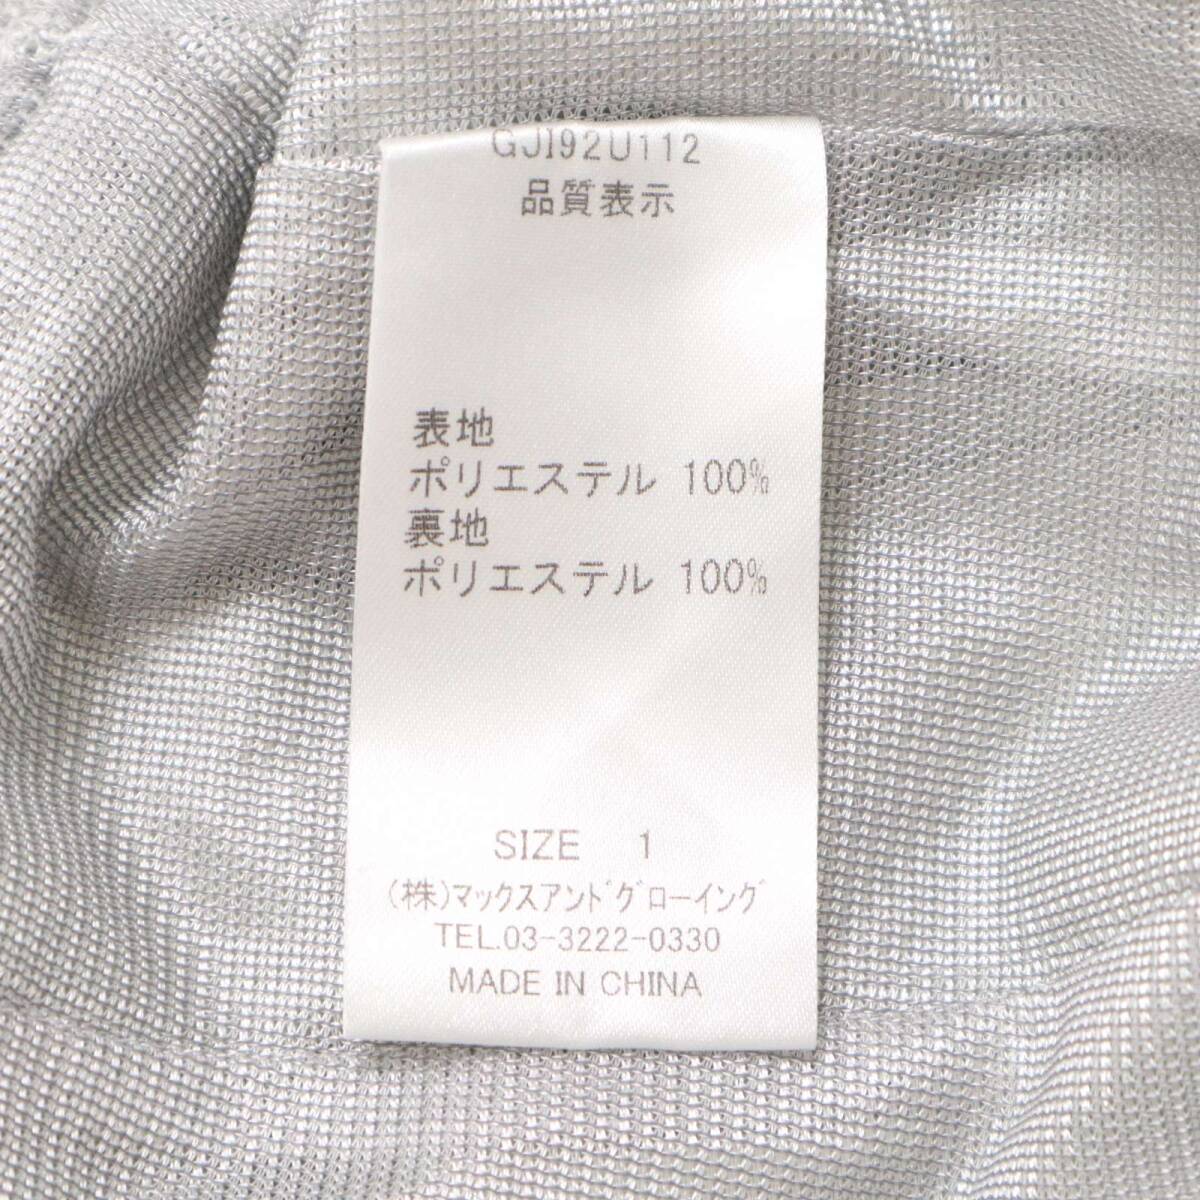 GJI92U112
品質表示
表地
ポリエステル 100%
裏地
ポリエステル 100%
SIZE 1
(株)マックスアンドグローイング
TEL.03-3222-0330
MADE IN CHINA